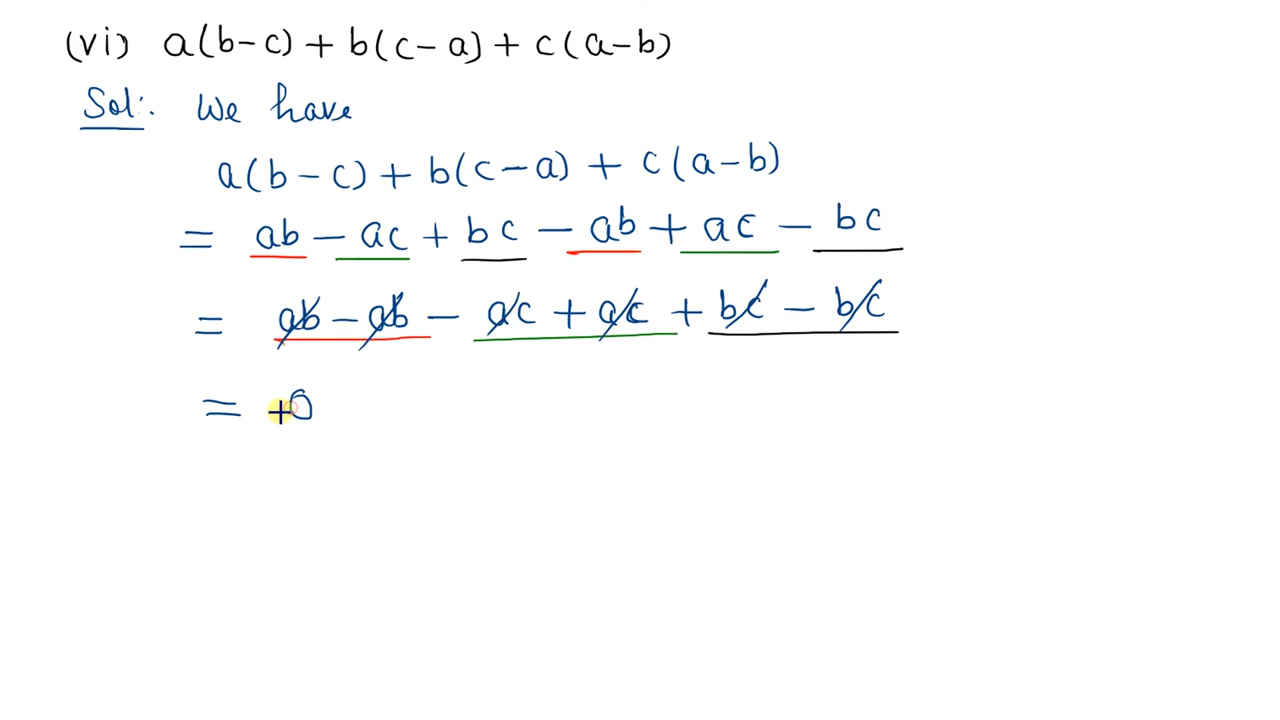 (vi) a(b-c) + b(c-a) + c(a-b)
Sol: We have
a(b-c) + b(c-a) + c(a-b)
= ab - ac + bc - ab + ac - bc
= ab - ab - ac + ac + bc - bc
= 0